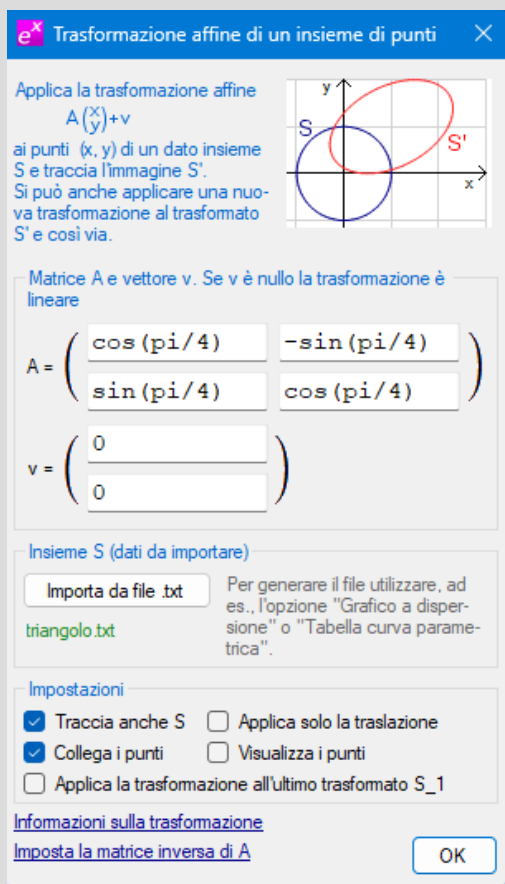 e^x Trasformazione affine di un insieme di punti ×
Applica la trasformazione affine
A(x y)+v
ai punti (x, y) di un dato insieme
S e traccia l'immagine S'.
Si può anche applicare una nuo-
va trasformazione al trasformato
S' e così via.
y
S
S'
x
Matrice A e vettore v. Se v è nullo la trasformazione è
lineare
A = ( cos(pi/4) -sin(pi/4)
sin(pi/4) cos(pi/4) )
v = ( 0
0 )
Insieme S (dati da importare)
Importa da file .txt
triangolo.txt
Per generare il file utilizzare, ad
es., l'opzione "Grafico a disper-
sione" o "Tabella curva parame-
trica".
Impostazioni
Traccia anche S Applica solo la traslazione
Collega i punti Visualizza i punti
Applica la trasformazione all'ultimo trasformato S_1
Informazioni sulla trasformazione
Imposta la matrice inversa di A
OK